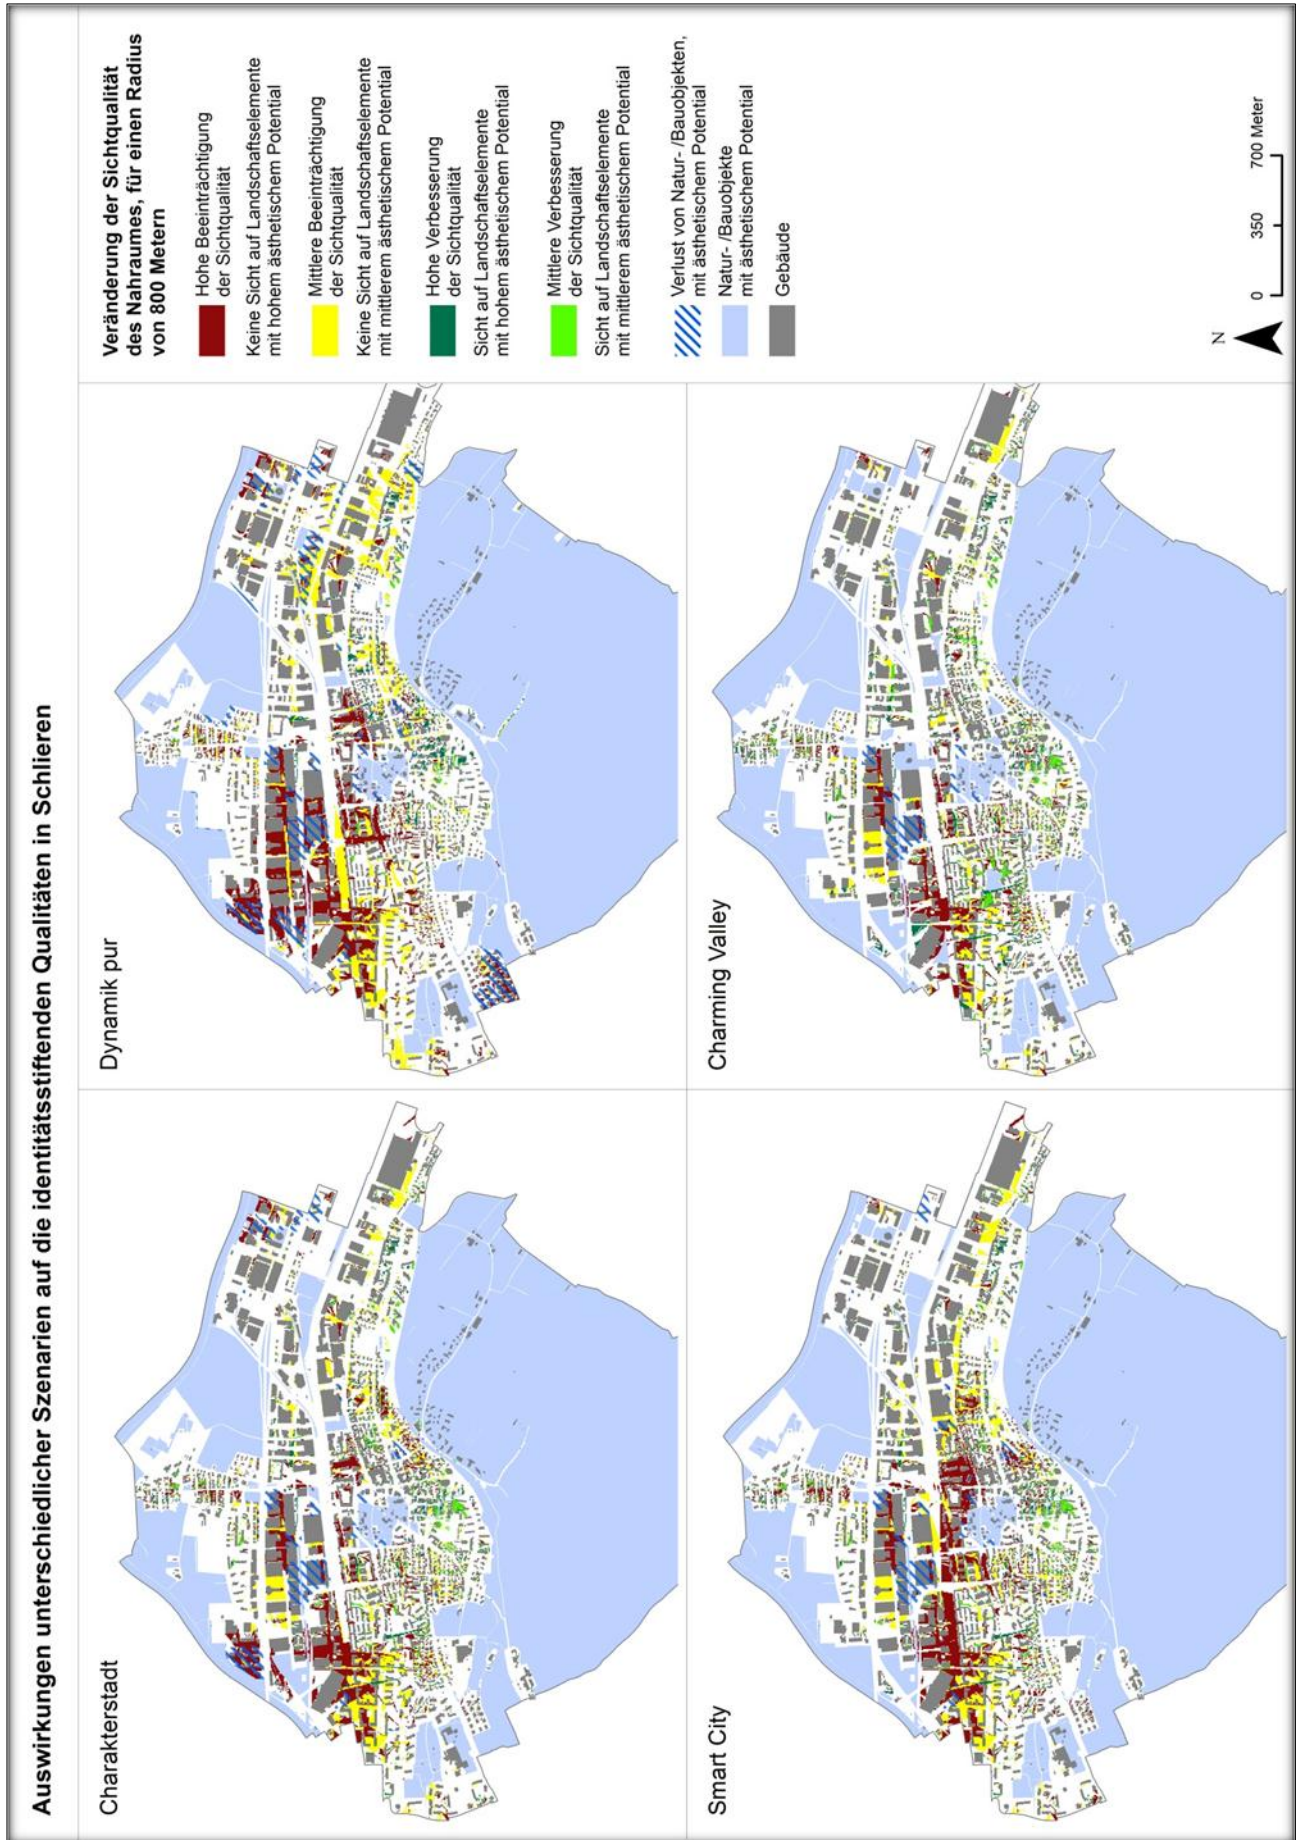 Auswirkungen unterschiedlicher Szenarien auf die identitätsstiftenden Qualitäten in Schlieren
Charakterstadt
Dynamik pur
Smart City
Charming Valley
Veränderung der Sichtqualität
des Nahraumes, für einen Radius
von 800 Metern
Hohe Beeinträchtigung
der Sichtqualität
Keine Sicht auf Landschaftselemente
mit hohem ästhetischem Potential
Mittlere Beeinträchtigung
der Sichtqualität
Keine Sicht auf Landschaftselemente
mit mittlerem ästhetischem Potential
Hohe Verbesserung
der Sichtqualität
Sicht auf Landschaftselemente
mit hohem ästhetischem Potential
Mittlere Verbesserung
der Sichtqualität
Sicht auf Landschaftselemente
mit mittlerem ästhetischem Potential
Verlust von Natur- /Bauobjekten,
mit ästhetischem Potential
Natur- /Bauobjekte
mit ästhetischem Potential
Gebäude
N
0 350 700 Meter